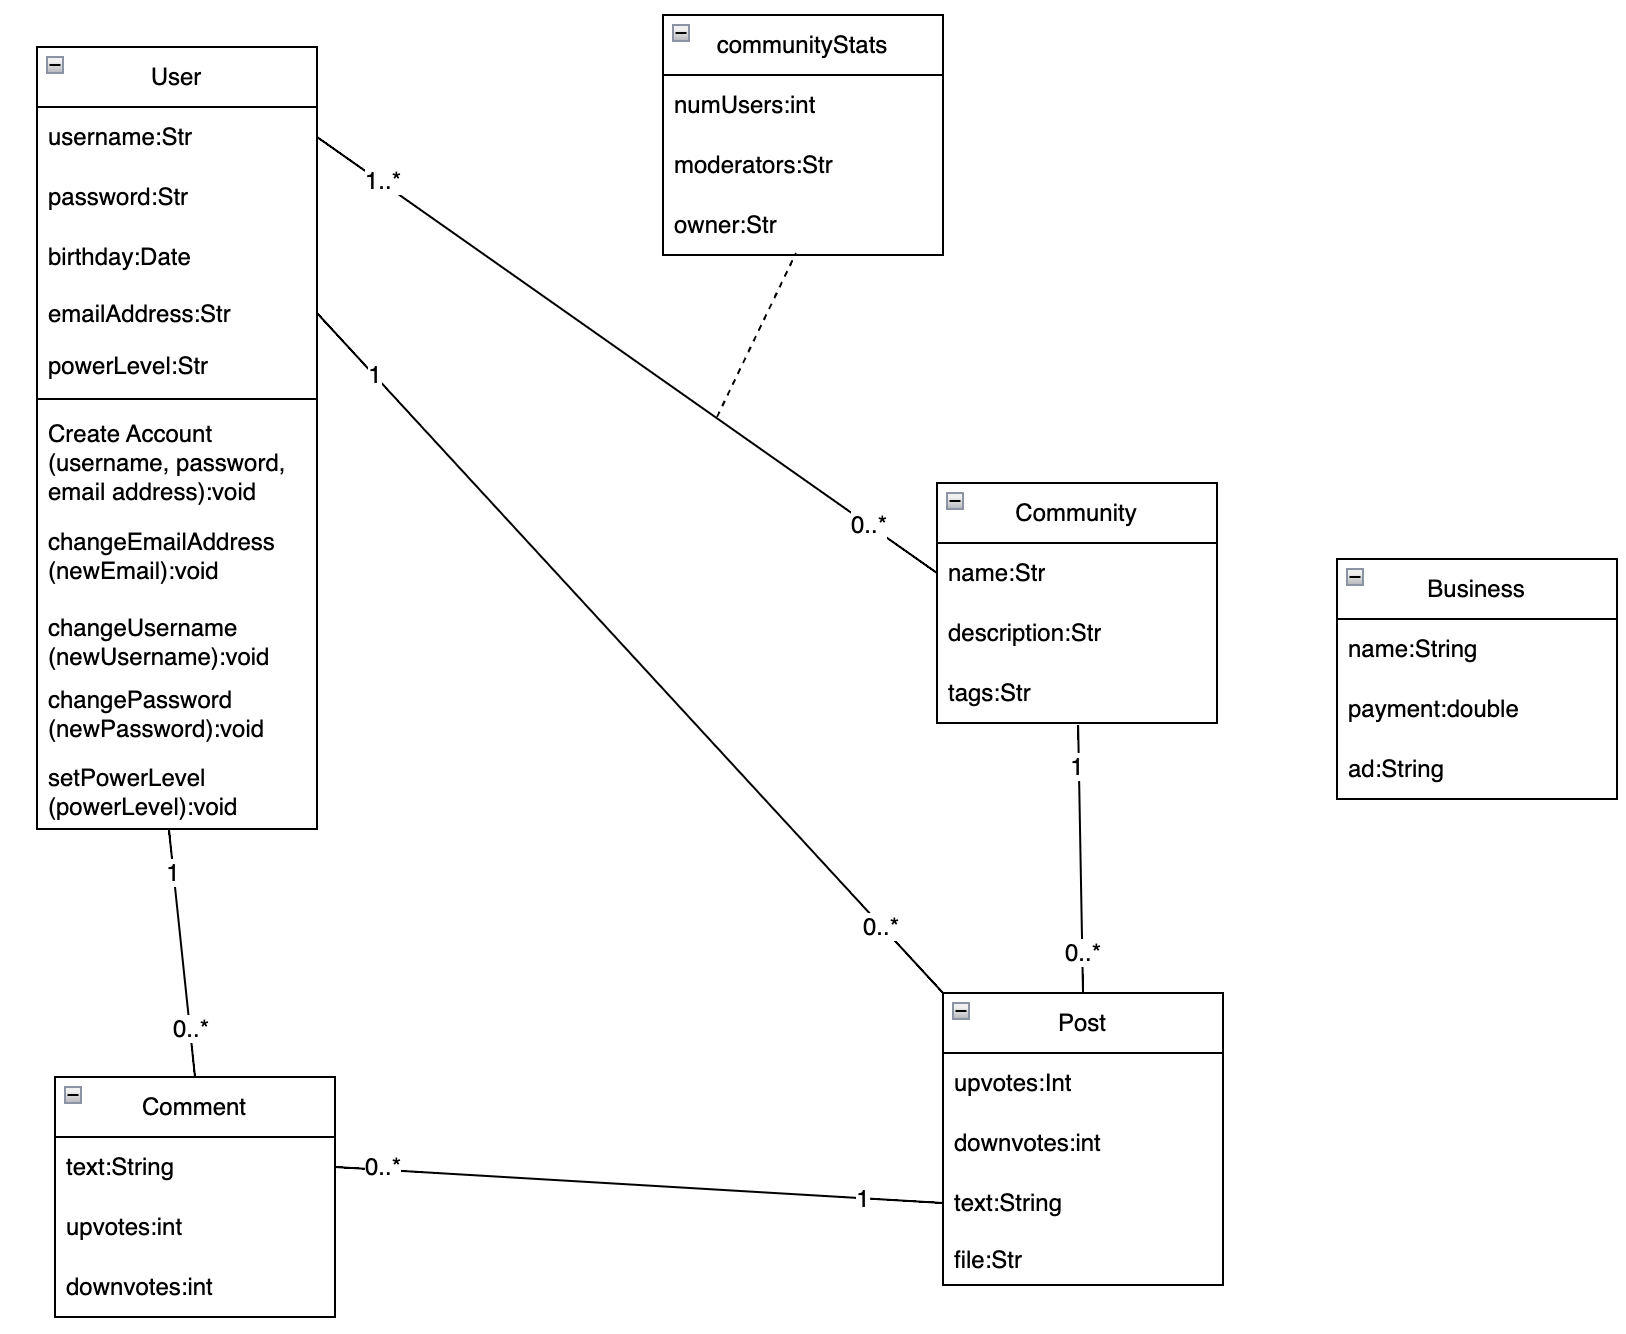 User
username:Str
password:Str
birthday:Date
emailAddress:Str
powerLevel:Str
Create Account
(username, password,
email address):void
changeEmailAddress
(newEmail):void
changeUsername
(newUsername):void
changePassword
(newPassword):void
setPowerLevel
(powerLevel):void
communityStats
numUsers:int
moderators:Str
owner:Str
1..*
0..*
1
0..*
Community
name:Str
description:Str
tags:Str
Business
name:String
payment:double
ad:String
1
0..*
1
0..*
Comment
text:String
upvotes:int
downvotes:int
0..*
1
Post
upvotes:Int
downvotes:int
text:String
file:Str